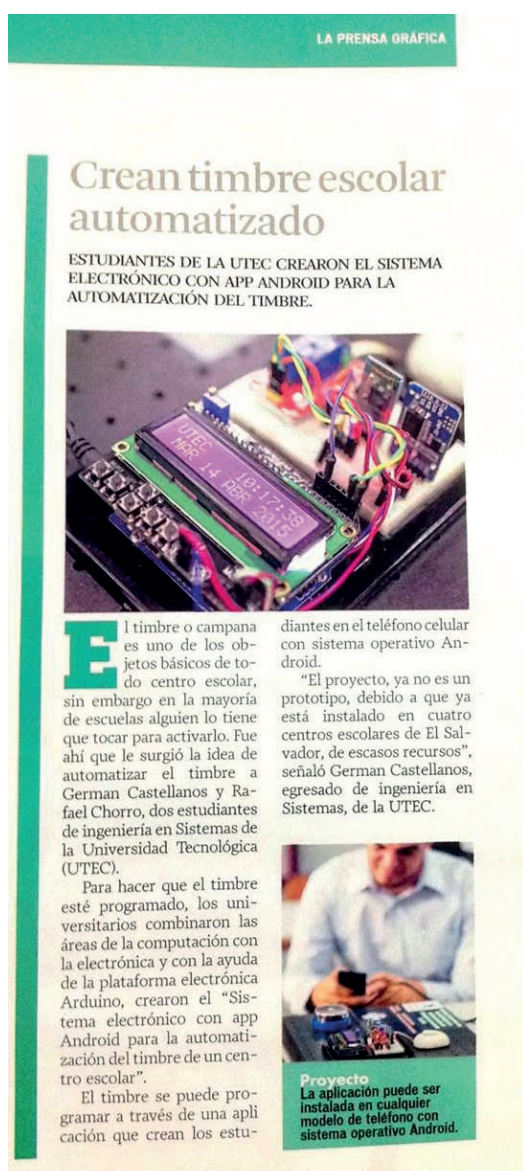 LA PRENSA GRÁFICA
Crean timbre escolar
automatizado
ESTUDIANTES DE LA UTEC CREARON EL SISTEMA
ELECTRÓNICO CON APP ANDROID PARA LA
AUTOMATIZACIÓN DEL TIMBRE.
UTEC 10:17:38
MAR 14 ABR 2015
El timbre o campana
es uno de los ob-
jetos básicos de to-
do centro escolar,
sin embargo en la mayoría
de escuelas alguien lo tiene
que tocar para activarlo. Fue
ahí que le surgió la idea de
automatizar el timbre a
German Castellanos y Ra-
fael Chorro, dos estudiantes
de ingeniería en Sistemas de
la Universidad Tecnológica
(UTEC).
Para hacer que el timbre
esté programado, los uni-
versitarios combinaron las
áreas de la computación con
la electrónica y con la ayuda
de la plataforma electrónica
Arduino, crearon el “Sis-
tema electrónico con app
Android para la automati-
zación del timbre de un cen-
tro escolar”.
El timbre se puede pro-
gramar a través de una apli
cación que crean los estu-
diantes en el teléfono celular
con sistema operativo An-
droid.
“El proyecto, ya no es un
prototipo, debido a que ya
está instalado en cuatro
centros escolares de El Sal-
vador, de escasos recursos”,
señaló German Castellanos,
egresado de ingeniería en
Sistemas, de la UTEC.
Proyecto
La aplicación puede ser
instalada en cualquier
modelo de teléfono con
sistema operativo Android.